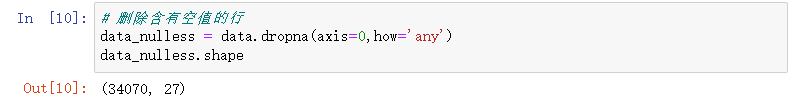 In [10]:
# 删除含有空值的行
data_nulless = data.dropna(axis=0,how='any')
data_nulless.shape
Out[10]: (34070, 27)